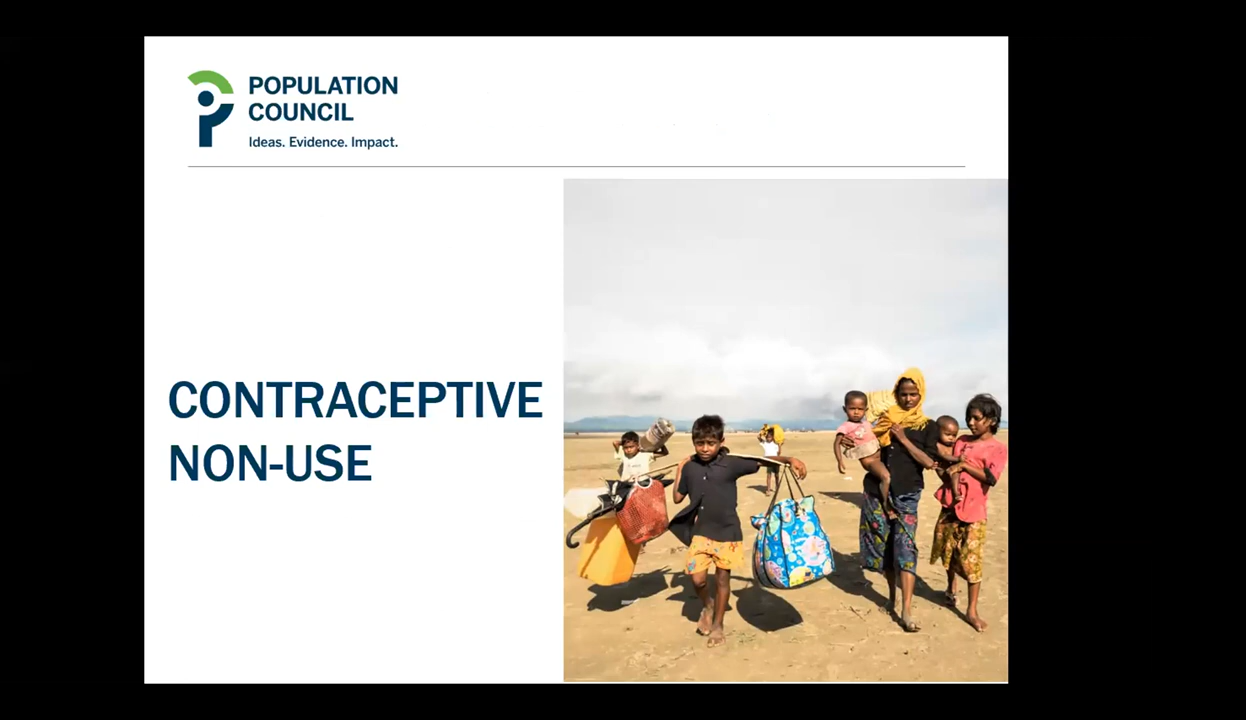 POPULATION
COUNCIL
Ideas. Evidence. Impact.
CONTRACEPTIVE
NON-USE